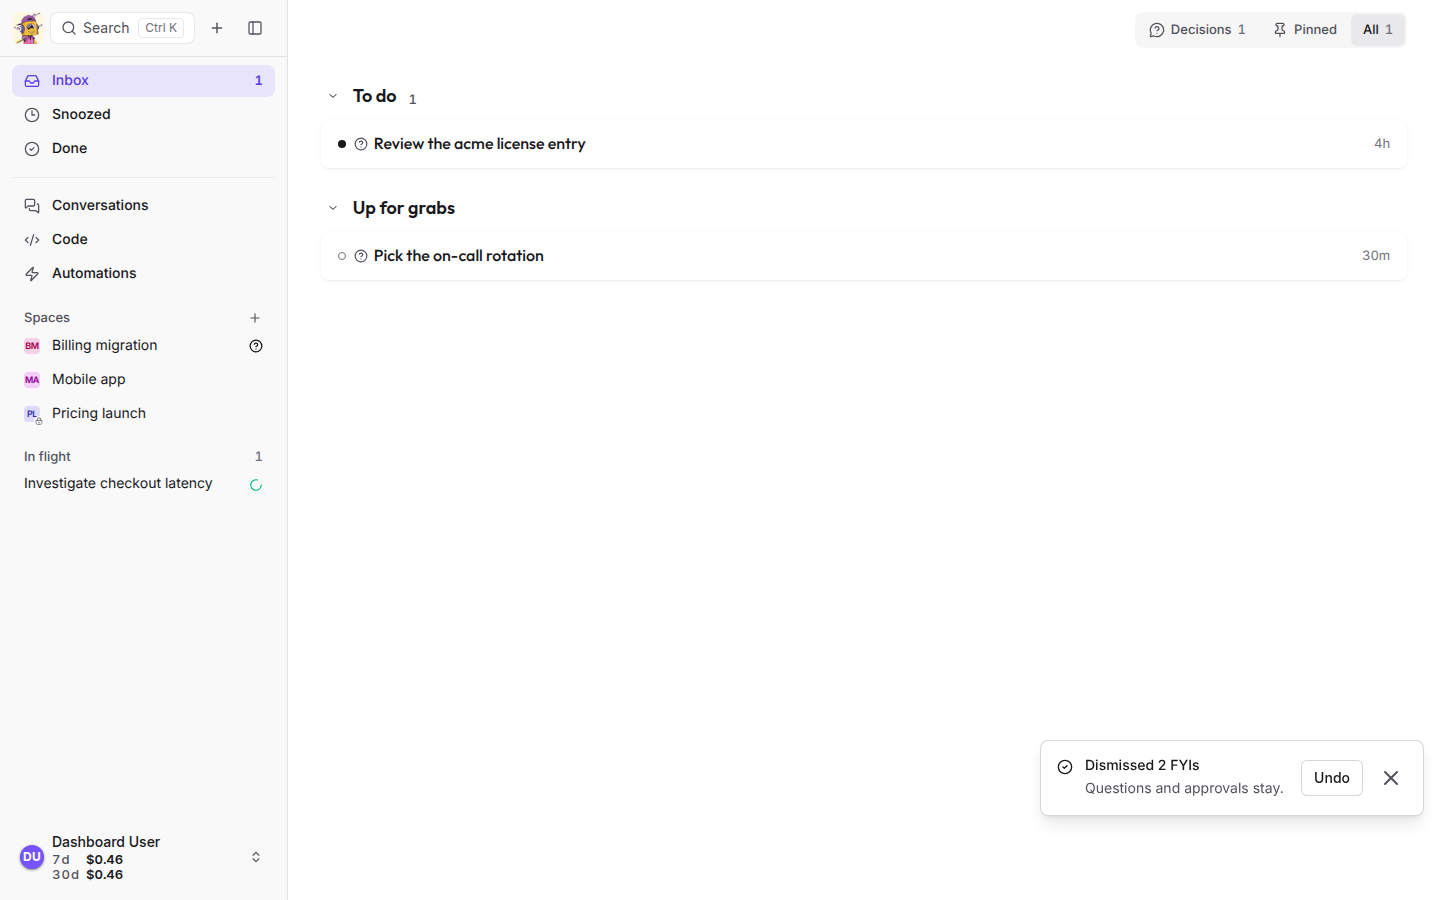 Search Ctrl K
Inbox 1
Snoozed
Done
Conversations
Code
Automations
Spaces
BM Billing migration
MA Mobile app
PL Pricing launch
In flight 1
Investigate checkout latency
DU Dashboard User
7d $0.46
30d $0.46
Decisions 1 Pinned All 1
To do 1
Review the acme license entry 4h
Up for grabs
Pick the on-call rotation 30m
Dismissed 2 FYIs
Questions and approvals stay.
Undo